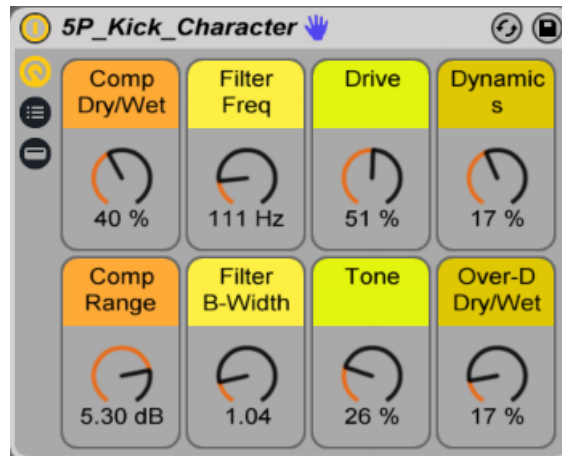 5P_Kick_Character
Comp
Dry/Wet
40 %
Filter
Freq
111 Hz
Drive
51 %
Dynamic
s
17 %
Comp
Range
5.30 dB
Filter
B-Width
1.04
Tone
26 %
Over-D
Dry/Wet
17 %